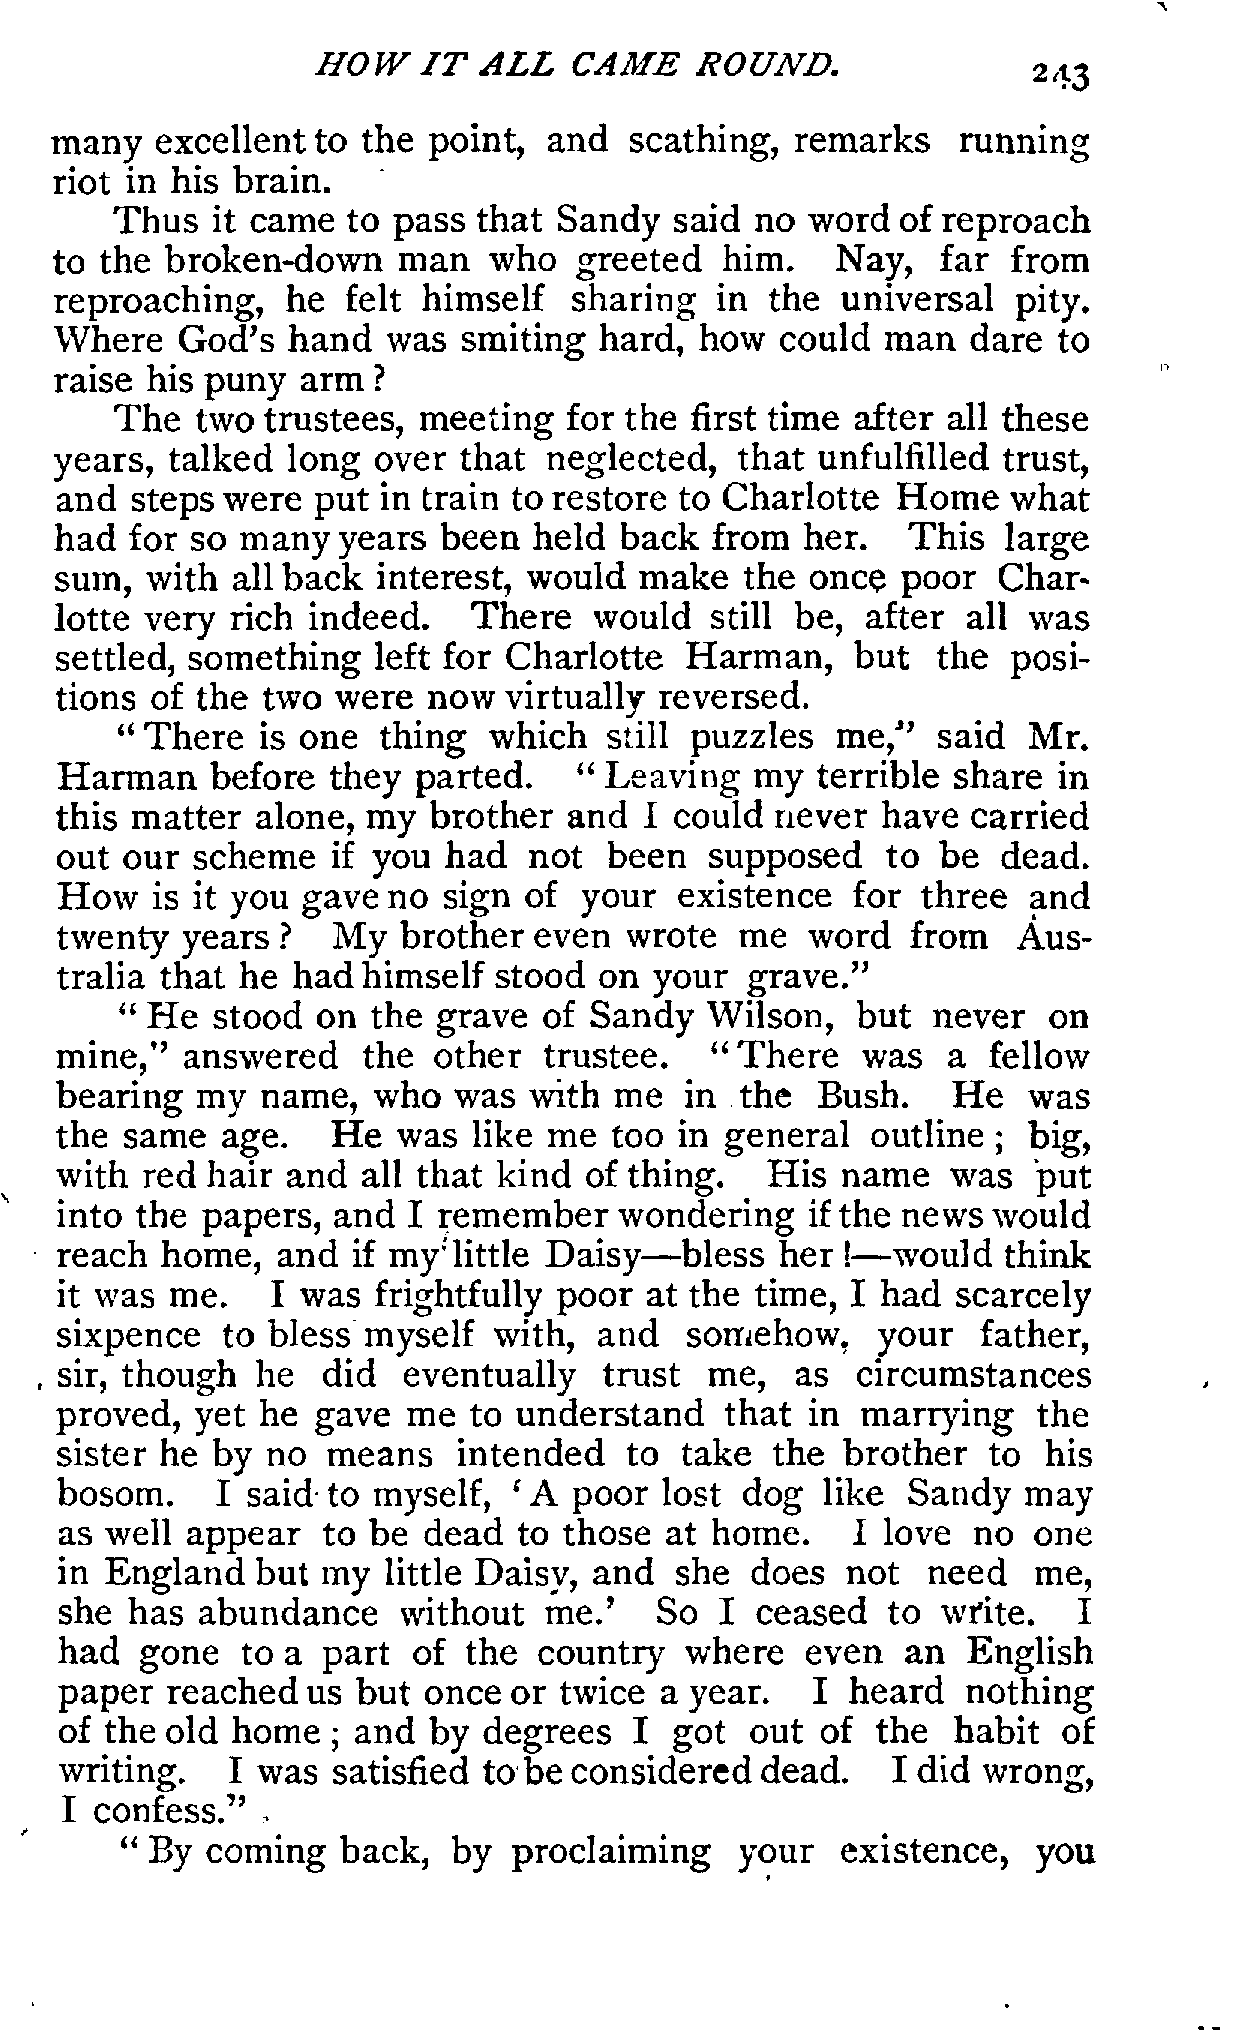 HOW IT ALL CAME ROUND. 243
many excellent to the point, and scathing, remarks running
riot in his brain.
Thus it came to pass that Sandy said no word of reproach
to the broken-down man who greeted him. Nay, far from
reproaching, he felt himself sharing in the universal pity.
Where God's hand was smiting hard, how could man dare to
raise his puny arm?
The two trustees, meeting for the first time after all these
years, talked long over that neglected, that unfulfilled trust,
and steps were put in train to restore to Charlotte Home what
had for so many years been held back from her. This large
sum, with all back interest, would make the once poor Char-
lotte very rich indeed. There would still be, after all was
settled, something left for Charlotte Harman, but the posi-
tions of the two were now virtually reversed.
"There is one thing which still puzzles me," said Mr.
Harman before they parted. "Leaving my terrible share in
this matter alone, my brother and I could never have carried
out our scheme if you had not been supposed to be dead.
How is it you gave no sign of your existence for three and
twenty years? My brother even wrote me word from Aus-
tralia that he had himself stood on your grave."
"He stood on the grave of Sandy Wilson, but never on
mine," answered the other trustee. "There was a fellow
bearing my name, who was with me in the Bush. He was
the same age. He was like me too in general outline; big,
with red hair and all that kind of thing. His name was put
into the papers, and I remember wondering if the news would
reach home, and if my little Daisy—bless her!—would think
it was me. I was frightfully poor at the time, I had scarcely
sixpence to bless myself with, and somehow, your father,
sir, though he did eventually trust me, as circumstances
proved, yet he gave me to understand that in marrying the
sister he by no means intended to take the brother to his
bosom. I said to myself, 'A poor lost dog like Sandy may
as well appear to be dead to those at home. I love no one
in England but my little Daisy, and she does not need me,
she has abundance without me.' So I ceased to write. I
had gone to a part of the country where even an English
paper reached us but once or twice a year. I heard nothing
of the old home; and by degrees I got out of the habit of
writing. I was satisfied to be considered dead. I did wrong,
I confess."
"By coming back, by proclaiming your existence, you